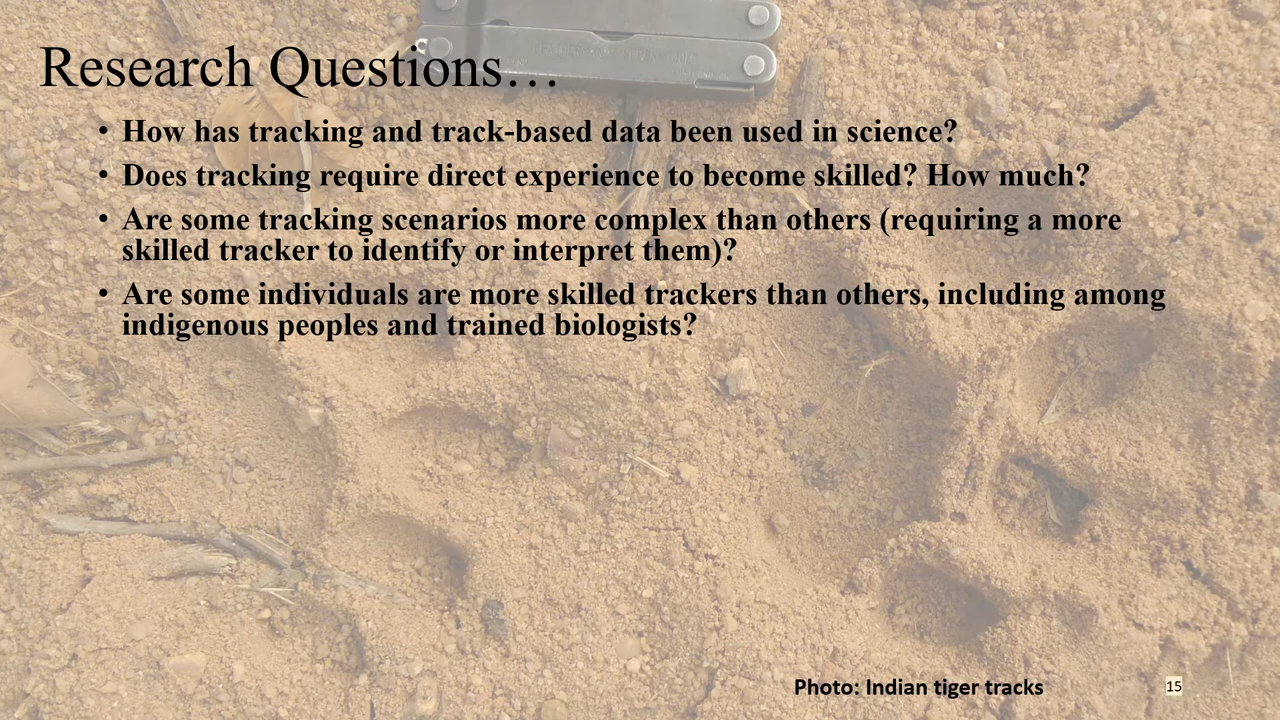 Research Questions…
• How has tracking and track-based data been used in science?
• Does tracking require direct experience to become skilled? How much?
• Are some tracking scenarios more complex than others (requiring a more
skilled tracker to identify or interpret them)?
• Are some individuals are more skilled trackers than others, including among
indigenous peoples and trained biologists?
Photo: Indian tiger tracks
15